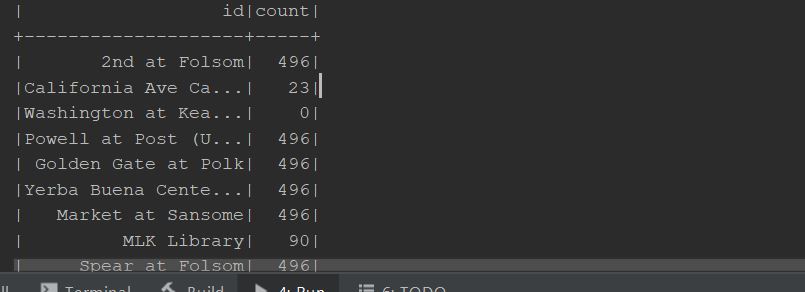 |                  id|count|
+--------------------+-----+
|       2nd at Folsom|  496|
|California Ave Ca...|   23|
|Washington at Kea...|    0|
|Powell at Post (U...|  496|
| Golden Gate at Polk|  496|
|Yerba Buena Cente...|  496|
|   Market at Sansome|  496|
|         MLK Library|   90|
|     Spear at Folsom|  496|
Terminal Build 4: Run 6: TODO